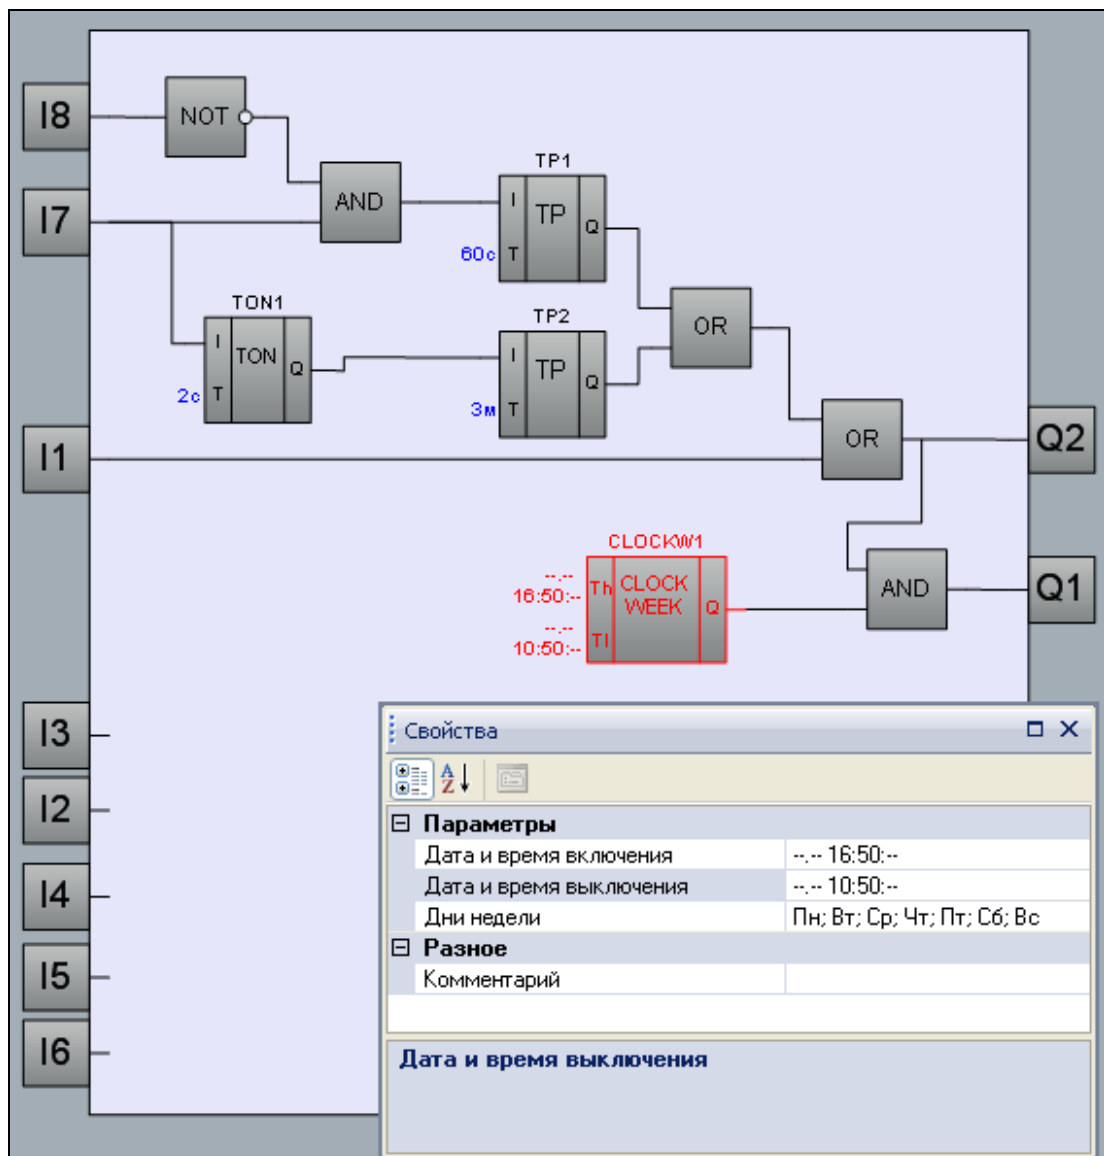 I8
NOT
TP1
I7
AND
I
TP
Q
60с
T
TON1
TP2
OR
I
TON
Q
I
TP
Q
2с
T
3м
T
I1
OR
Q2
CLOCKW1
--.--
16:50:--
Th
CLOCK
WEEK
Q
AND
Q1
--.--
10:50:--
Tl
I3
I2
I4
I5
I6
Свойства
A
Z
Параметры
Дата и время включения --.-- 16:50:--
Дата и время выключения --.-- 10:50:--
Дни недели Пн; Вт; Ср; Чт; Пт; Сб; Вс
Разное
Комментарий
Дата и время выключения